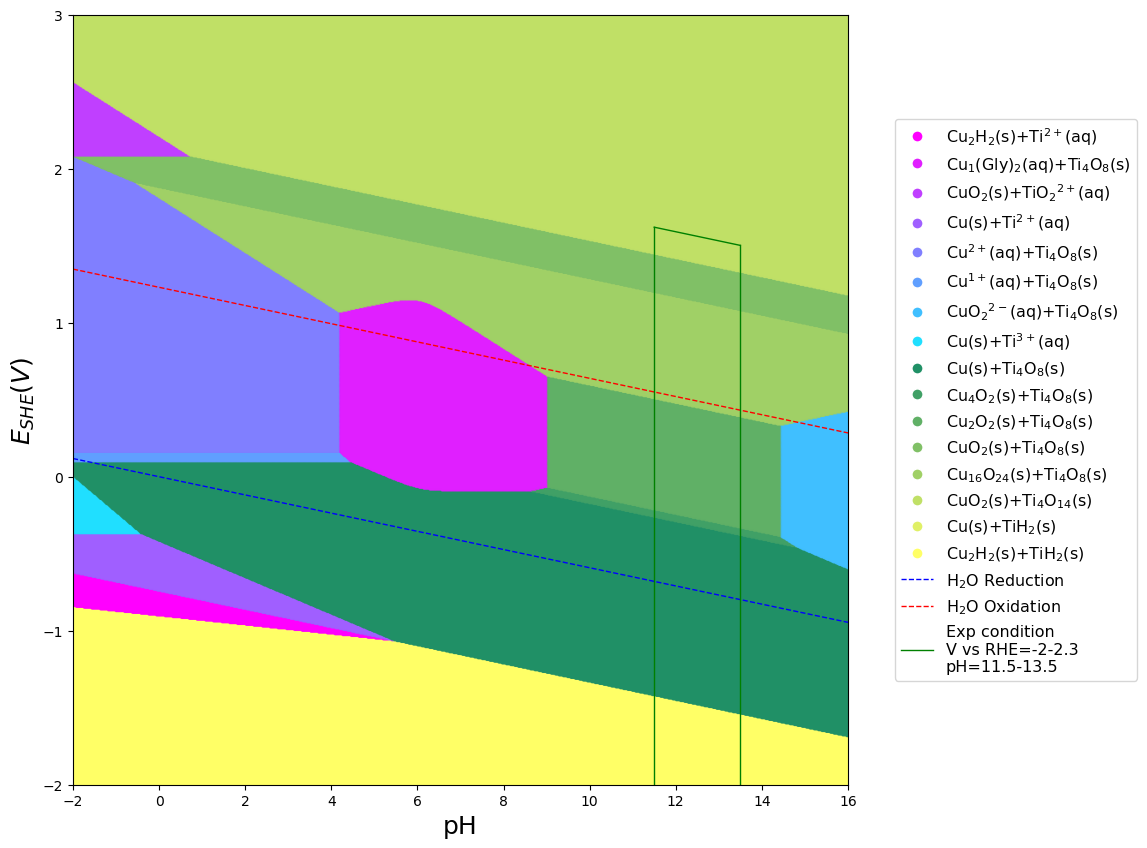 3
2
1
0
−1
−2
E_SHE(V)
−2 0 2 4 6 8 10 12 14 16
pH
Cu₂H₂(s)+Ti²⁺(aq)
Cu₁(Gly)₂(aq)+Ti₄O₈(s)
CuO₂(s)+TiO₂²⁺(aq)
Cu(s)+Ti²⁺(aq)
Cu²⁺(aq)+Ti₄O₈(s)
Cu¹⁺(aq)+Ti₄O₈(s)
CuO₂²⁻(aq)+Ti₄O₈(s)
Cu(s)+Ti³⁺(aq)
Cu(s)+Ti₄O₈(s)
Cu₄O₂(s)+Ti₄O₈(s)
Cu₂O₂(s)+Ti₄O₈(s)
CuO₂(s)+Ti₄O₈(s)
Cu₁₆O₂₄(s)+Ti₄O₈(s)
CuO₂(s)+Ti₄O₁₄(s)
Cu(s)+TiH₂(s)
Cu₂H₂(s)+TiH₂(s)
H₂O Reduction
H₂O Oxidation
Exp condition
V vs RHE=-2-2.3
pH=11.5-13.5